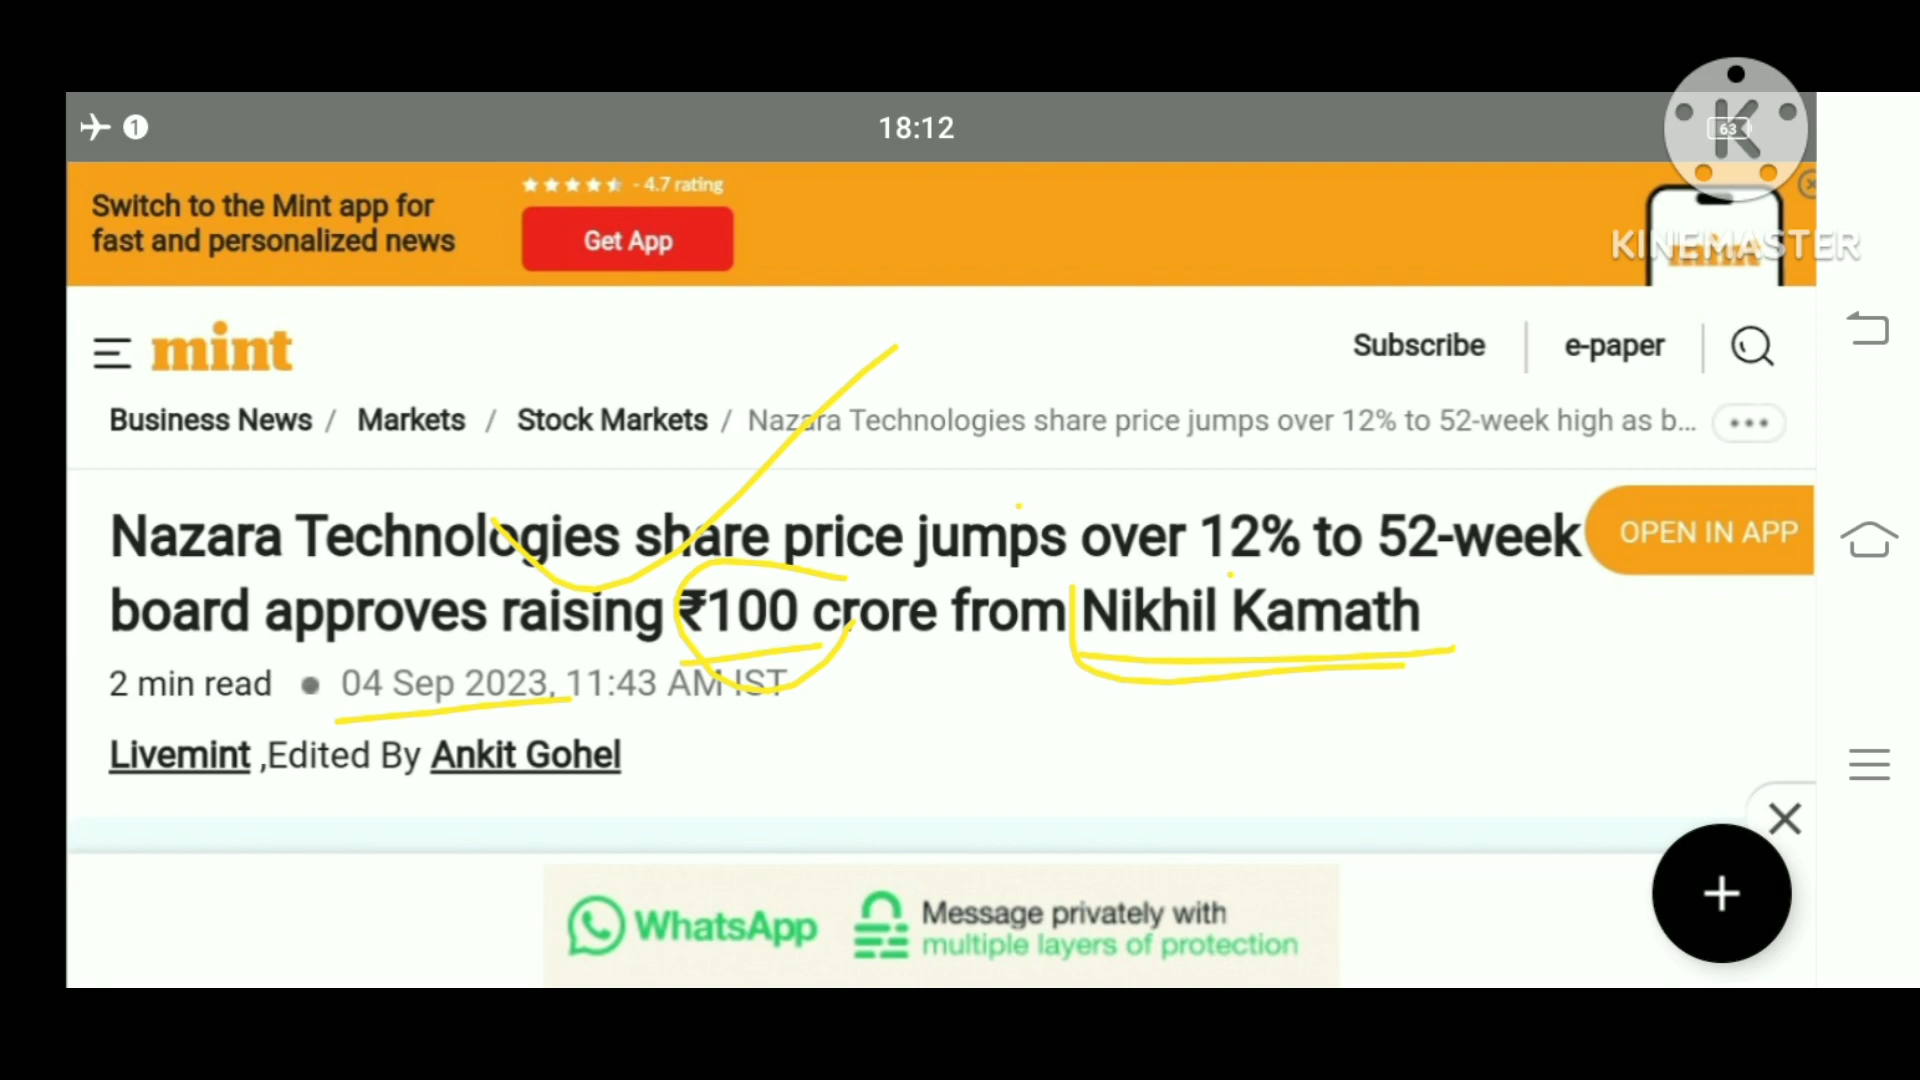 1
18:12
63
K
KINEMASTER
Switch to the Mint app for
fast and personalized news
- 4.7 rating
Get App
mint
Subscribe
e-paper
Business News / Markets / Stock Markets / Nazara Technologies share price jumps over 12% to 52-week high as b...
Nazara Technologies share price jumps over 12% to 52-week
board approves raising ₹100 crore from Nikhil Kamath
OPEN IN APP
2 min read • 04 Sep 2023, 11:43 AM IST
Livemint ,Edited By Ankit Gohel
WhatsApp
Message privately with
multiple layers of protection